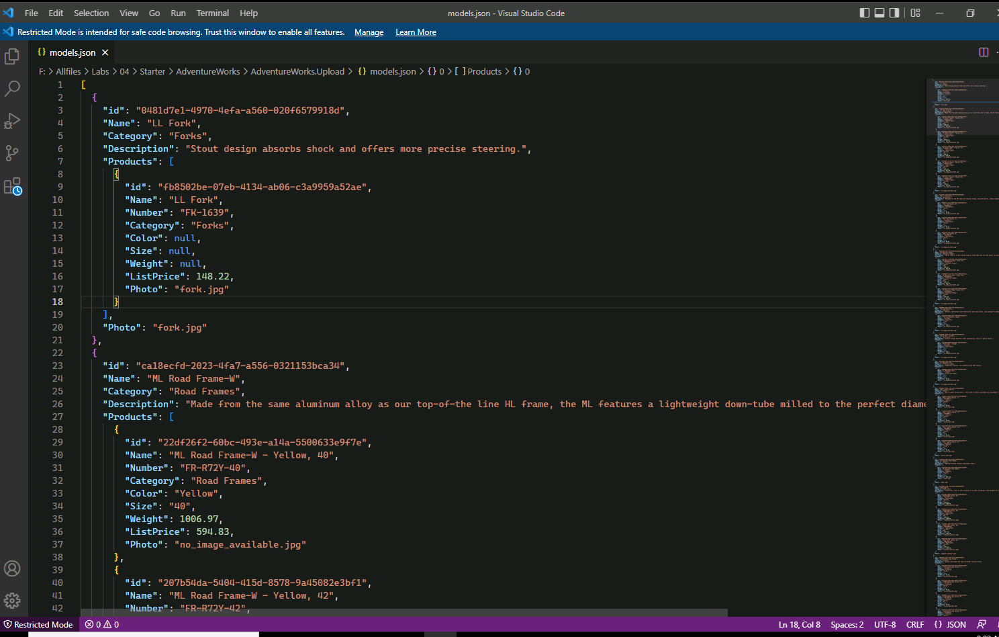 File Edit Selection View Go Run Terminal Help
models.json - Visual Studio Code
Restricted Mode is intended for safe code browsing. Trust this window to enable all features. Manage Learn More
{} models.json ×
F: > Allfiles > Labs > 04 > Starter > AdventureWorks > AdventureWorks.Upload > {} models.json > {} 0 > [ ] Products > {} 0
1 [
2 {
3 "id": "0481d7e1-4970-4efa-a560-020f6579918d",
4 "Name": "LL Fork",
5 "Category": "Forks",
6 "Description": "Stout design absorbs shock and offers more precise steering.",
7 "Products": [
8 {
9 "id": "fb8502be-07eb-4134-ab06-c3a9959a52ae",
10 "Name": "LL Fork",
11 "Number": "FK-1639",
12 "Category": "Forks",
13 "Color": null,
14 "Size": null,
15 "Weight": null,
16 "ListPrice": 148.22,
17 "Photo": "fork.jpg"
18 }
19 ],
20 "Photo": "fork.jpg"
21 },
22 {
23 "id": "ca18ecfd-2023-4fa7-a556-0321153bca34",
24 "Name": "ML Road Frame-W",
25 "Category": "Road Frames",
26 "Description": "Made from the same aluminum alloy as our top-of-the line HL frame, the ML features a lightweight down-tube milled to the perfect diame
27 "Products": [
28 {
29 "id": "22df26f2-60bc-493e-a14a-5500633e9f7e",
30 "Name": "ML Road Frame-W - Yellow, 40",
31 "Number": "FR-R72Y-40",
32 "Category": "Road Frames",
33 "Color": "Yellow",
34 "Size": "40",
35 "Weight": 1006.97,
36 "ListPrice": 594.83,
37 "Photo": "no_image_available.jpg"
38 },
39 {
40 "id": "207b54da-5404-415d-8578-9a45082e3bf1",
41 "Name": "ML Road Frame-W - Yellow, 42",
42 "Number": "FR-R72Y-42",
Restricted Mode 0 0 Ln 18, Col 8 Spaces: 2 UTF-8 CRLF {} JSON